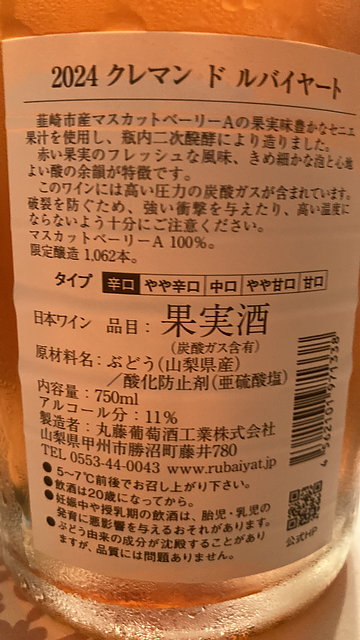 2024 クレマン ド ルバイヤート
韮崎市産マスカットベーリーAの果実味豊かなセニエ
果汁を使用し、瓶内二次醗酵により造りました。
赤い果実のフレッシュな風味、きめ細かな泡と心地
よい酸の余韻が特徴です。
このワインには高い圧力の炭酸ガスが含まれています。
破裂を防ぐため、強い衝撃を与えたり、高い温度に
ならないよう十分にご注意ください。
マスカットベーリーA 100%。
限定醸造 1,062本。
タイプ 辛口 やや辛口 中口 やや甘口 甘口
日本ワイン 品目：果実酒
（炭酸ガス含有）
原材料名：ぶどう（山梨県産）
／酸化防止剤（亜硫酸塩）
内容量：750ml
アルコール分：11%
製造者：丸藤葡萄酒工業株式会社
山梨県甲州市勝沼町藤井780
TEL 0553-44-0043 www.rubaiyat.jp
●5～7℃前後でお召し上がり下さい。
●飲酒は20歳になってから。
●妊娠中や授乳期の飲酒は、胎児・乳児の
発育に悪影響を与えるおそれがあります。
●ぶどう由来の成分が沈殿することがあり
ますが、品質には問題ありません。
4 562101 971338
公式HP